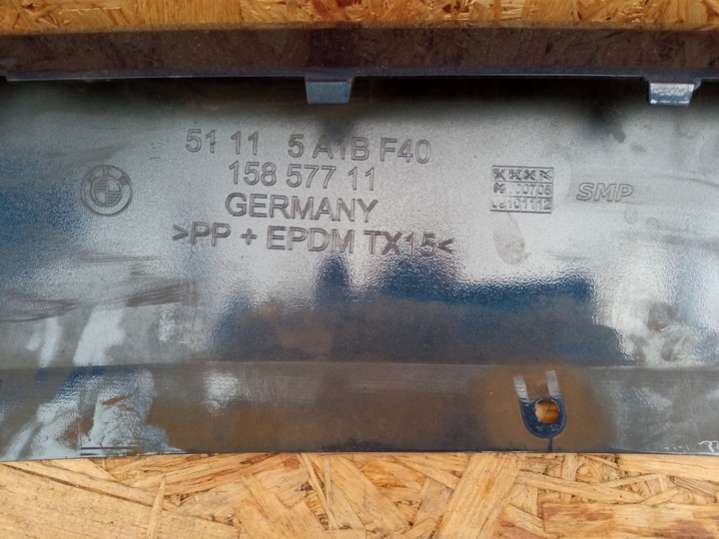 51 11 5 A1B F40
158 577 11
GERMANY
>PP + EPDM TX15<
SMP